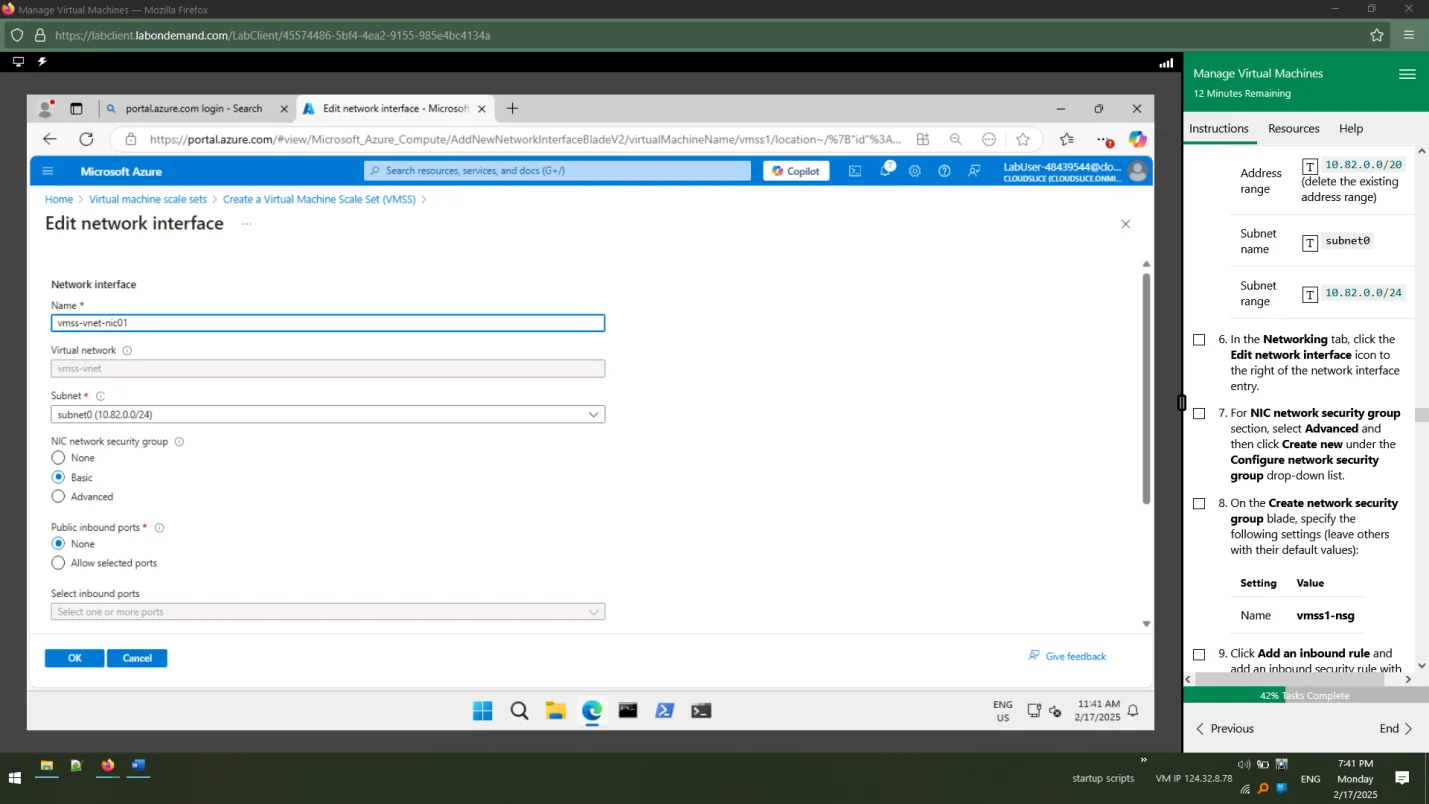 Manage Virtual Machines — Mozilla Firefox
https://labclient.labondemand.com/LabClient/45574486-5bf4-4ea2-9155-985e4bc4134a
portal.azure.com login - Search
Edit network interface - Microsoft
https://portal.azure.com/#view/Microsoft_Azure_Compute/AddNewNetworkInterfaceBladeV2/virtualMachineName/vmss1/location~/%7B"id"%3A...
Microsoft Azure
Search resources, services, and docs (G+/)
Copilot
7
LabUser-48439544@clo...
CLOUDSLICE (CLOUDSLICE.ONMI...
Home > Virtual machine scale sets > Create a Virtual Machine Scale Set (VMSS) >
Edit network interface ...
Network interface
Name *
vmss-vnet-nic01
Virtual network
vmss-vnet
Subnet *
subnet0 (10.82.0.0/24)
NIC network security group
None
Basic
Advanced
Public inbound ports *
None
Allow selected ports
Select inbound ports
Select one or more ports
OK
Cancel
Give feedback
ENG
US
11:41 AM
2/17/2025
Manage Virtual Machines
12 Minutes Remaining
Instructions
Resources
Help
Address
range
T 10.82.0.0/20
(delete the existing
address range)
Subnet
name
T subnet0
Subnet
range
T 10.82.0.0/24
6. In the Networking tab, click the
Edit network interface icon to
the right of the network interface
entry.
7. For NIC network security group
section, select Advanced and
then click Create new under the
Configure network security
group drop-down list.
8. On the Create network security
group blade, specify the
following settings (leave others
with their default values):
Setting Value
Name vmss1-nsg
9. Click Add an inbound rule and
add an inbound security rule with
42% Tasks Complete
< Previous
End >
startup scripts
VM IP 124.32.8.78
ENG
7:41 PM
Monday
2/17/2025